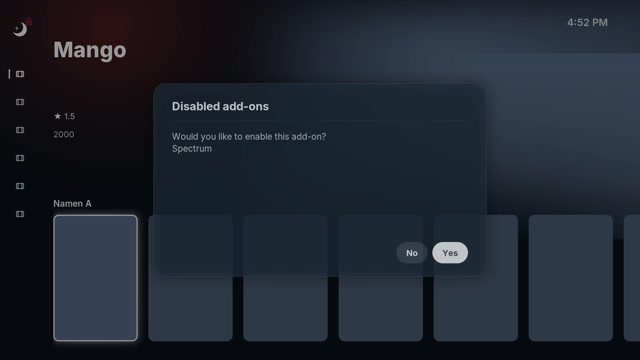 4:52 PM
Mango
★ 1.5
2000
Disabled add-ons
Would you like to enable this add-on?
Spectrum
No
Yes
Namen A